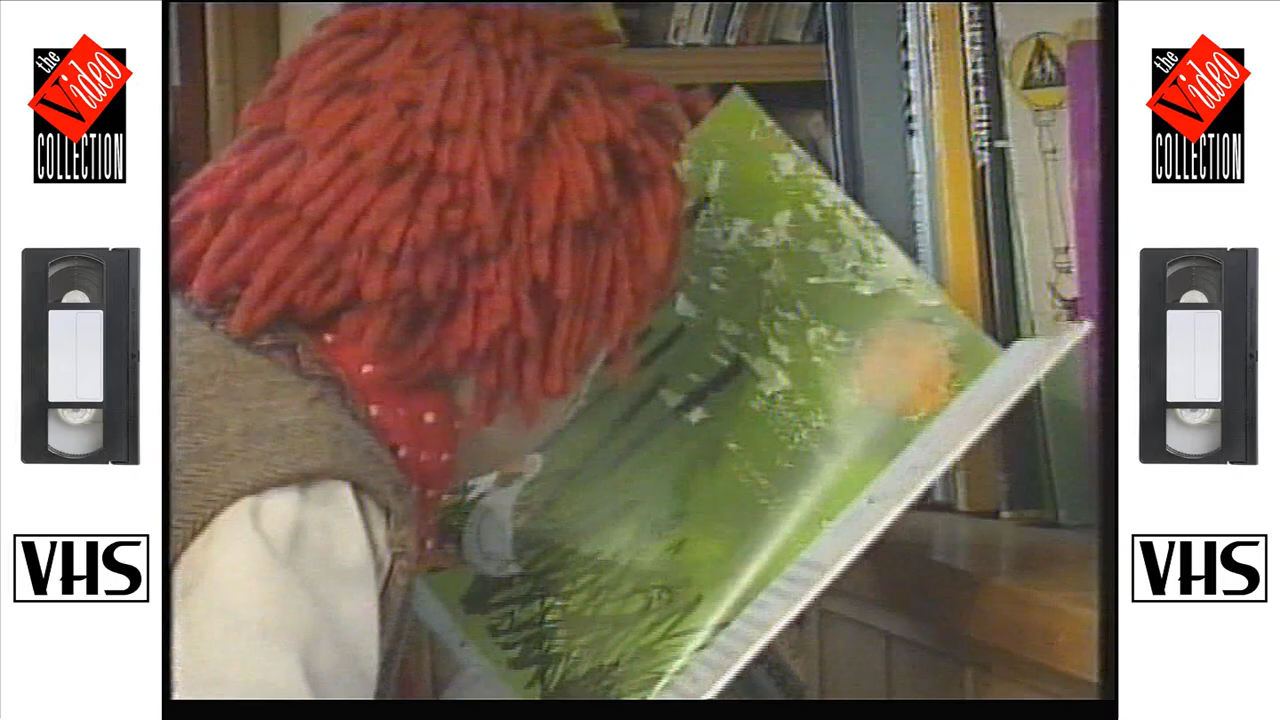 the
Video
COLLECTION
VHS
the
Video
COLLECTION
VHS